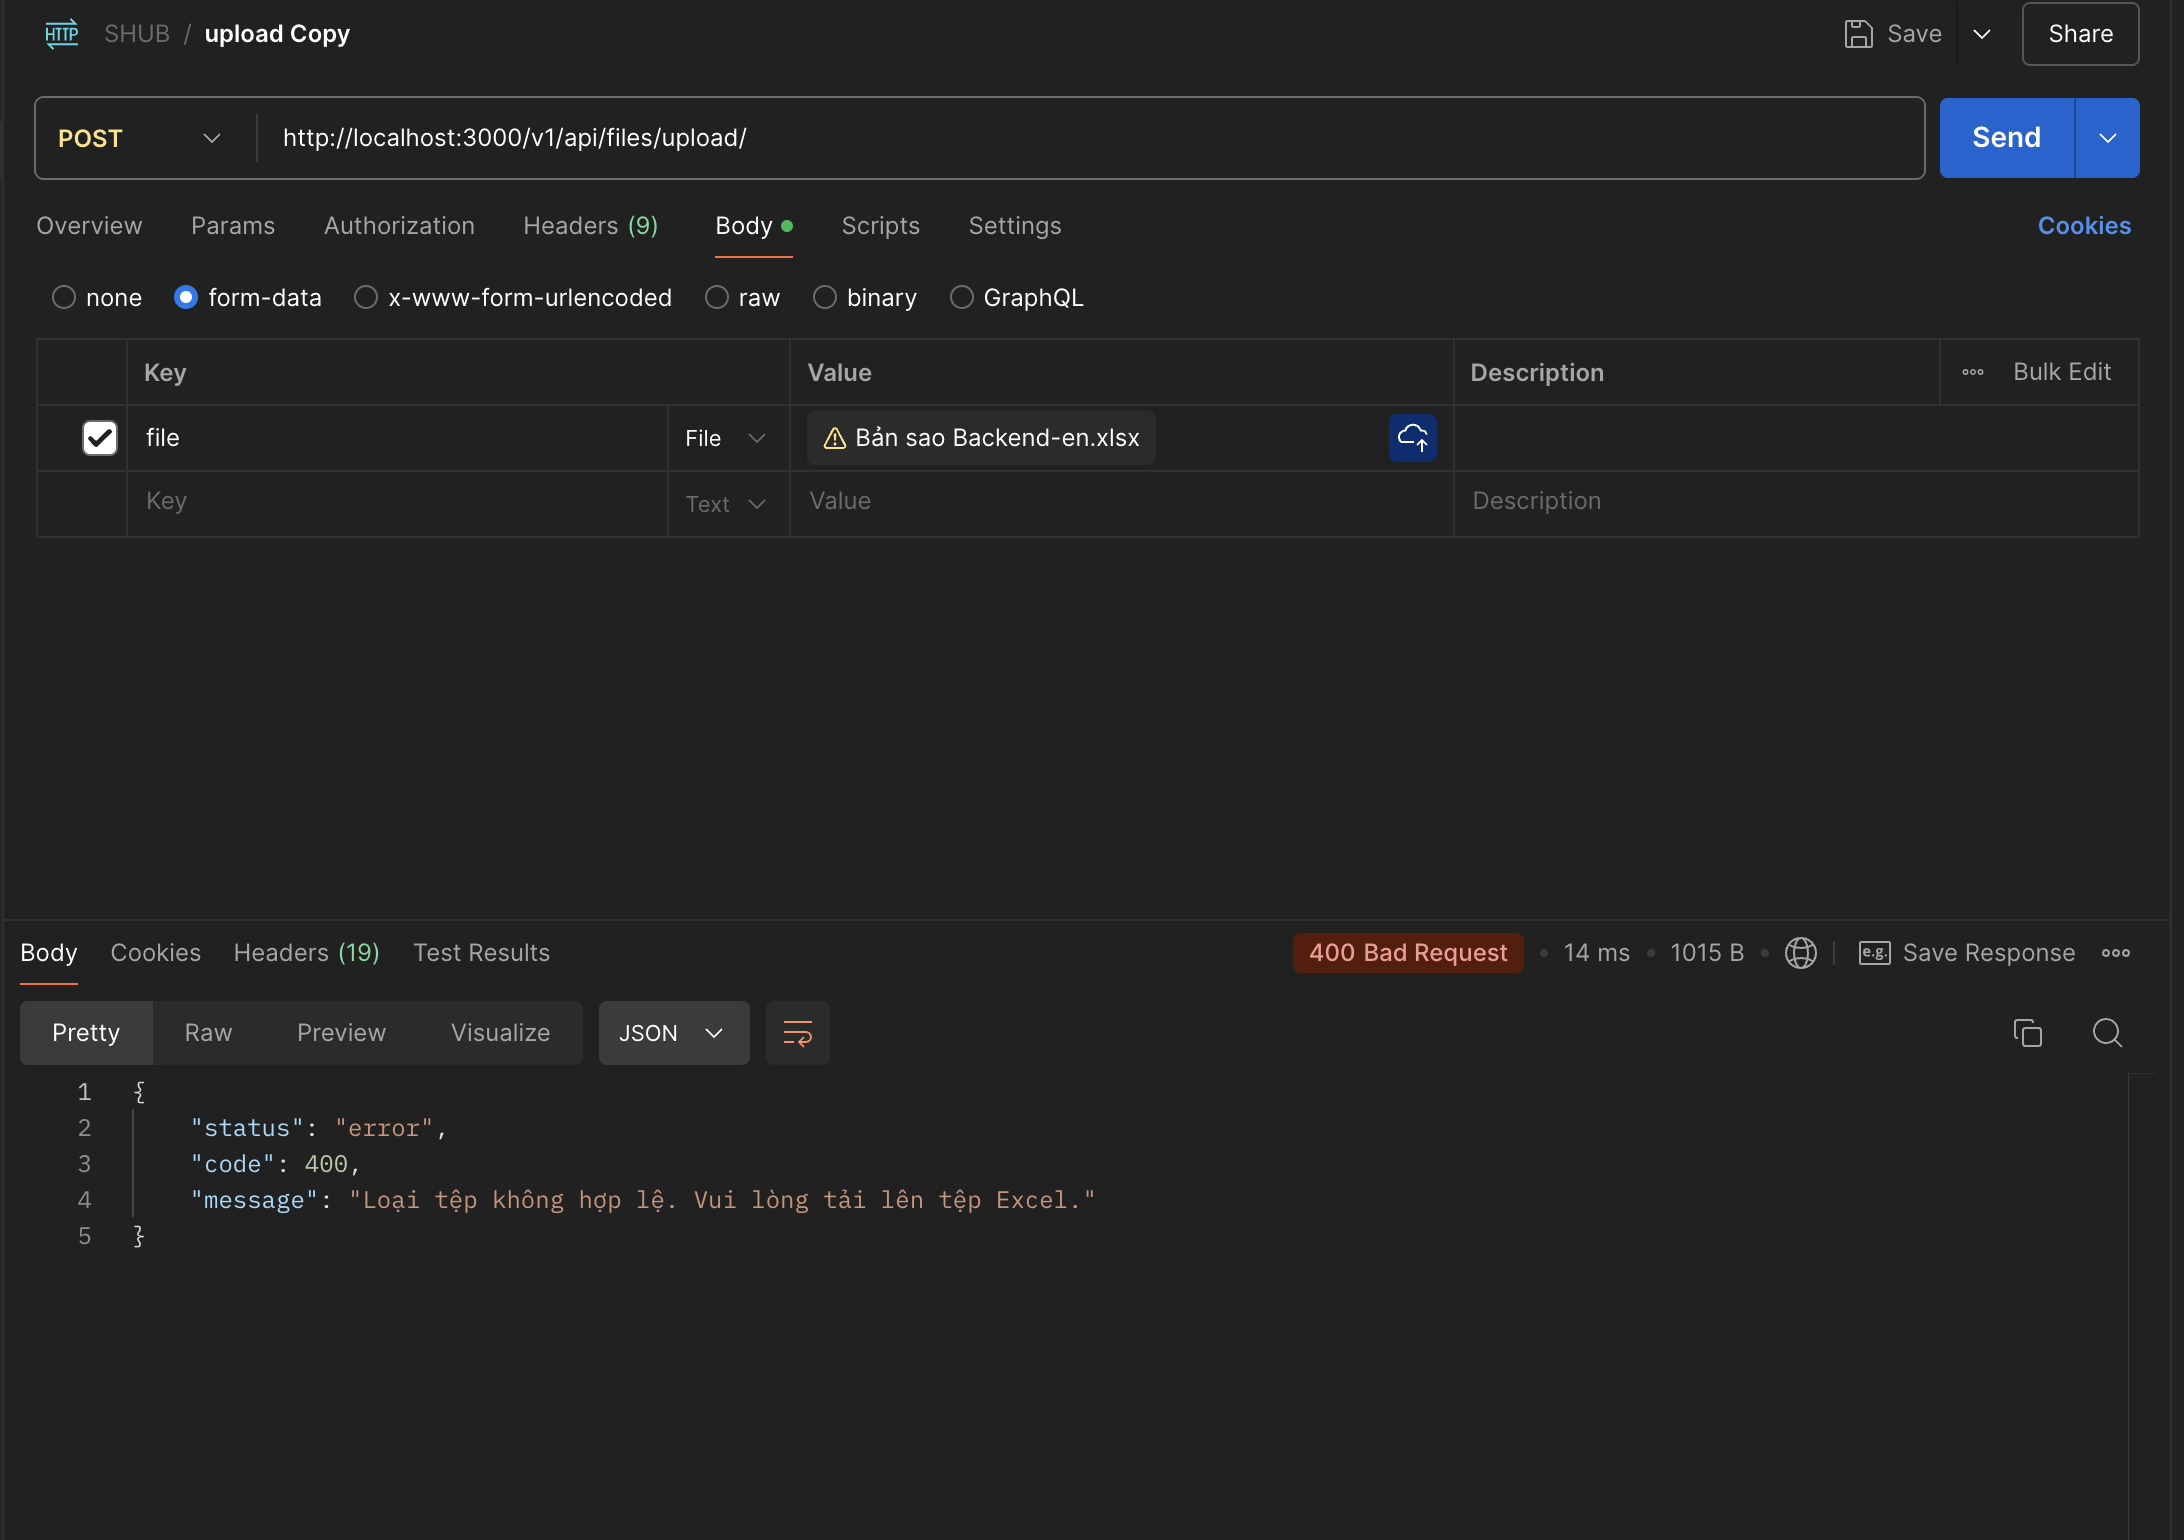 HTTP SHUB / upload Copy Save Share
POST http://localhost:3000/v1/api/files/upload/ Send
Overview Params Authorization Headers (9) Body Scripts Settings Cookies
none form-data x-www-form-urlencoded raw binary GraphQL
Key Value Description Bulk Edit
file File Bản sao Backend-en.xlsx
Key Text Value Description
Body Cookies Headers (19) Test Results 400 Bad Request 14 ms 1015 B e.g. Save Response
Pretty Raw Preview Visualize JSON
1 {
2 "status": "error",
3 "code": 400,
4 "message": "Loại tệp không hợp lệ. Vui lòng tải lên tệp Excel."
5 }